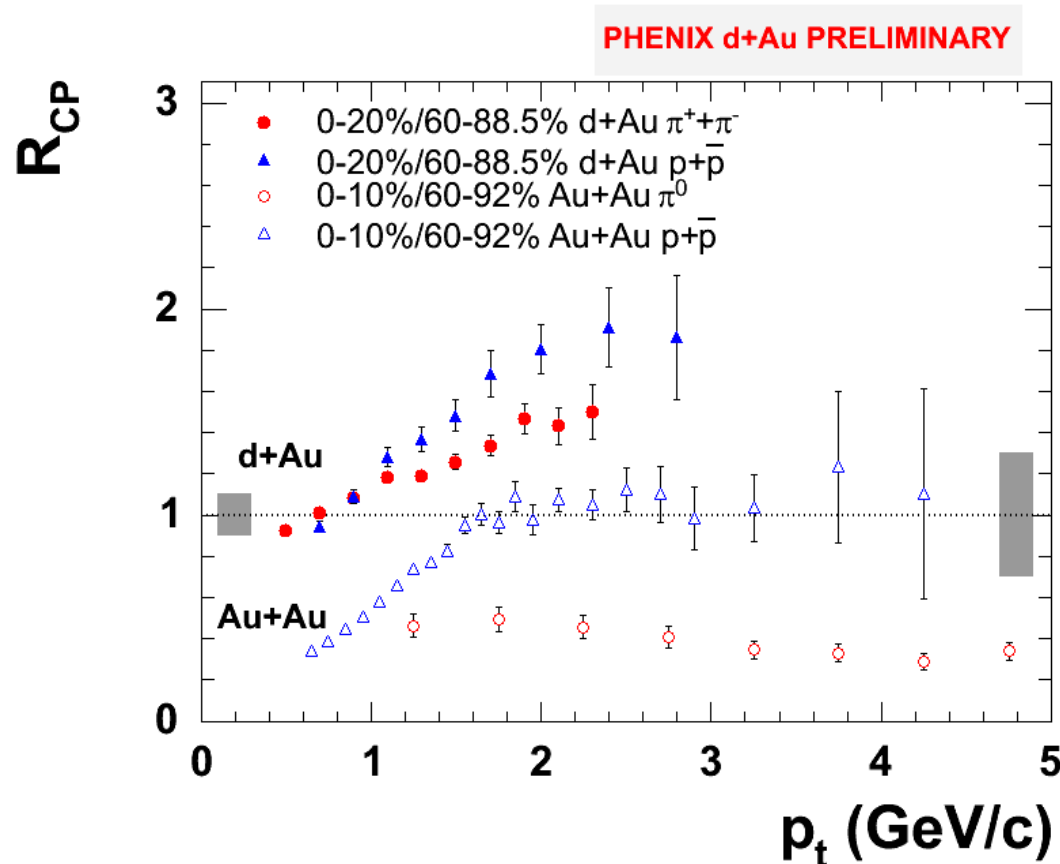 PHENIX d+Au PRELIMINARY
R_CP
3
0-20%/60-88.5% d+Au π⁺+π⁻
0-20%/60-88.5% d+Au p+p̅
0-10%/60-92% Au+Au π⁰
0-10%/60-92% Au+Au p+p̅
2
d+Au
1
Au+Au
0
0 1 2 3 4 5
p_t (GeV/c)